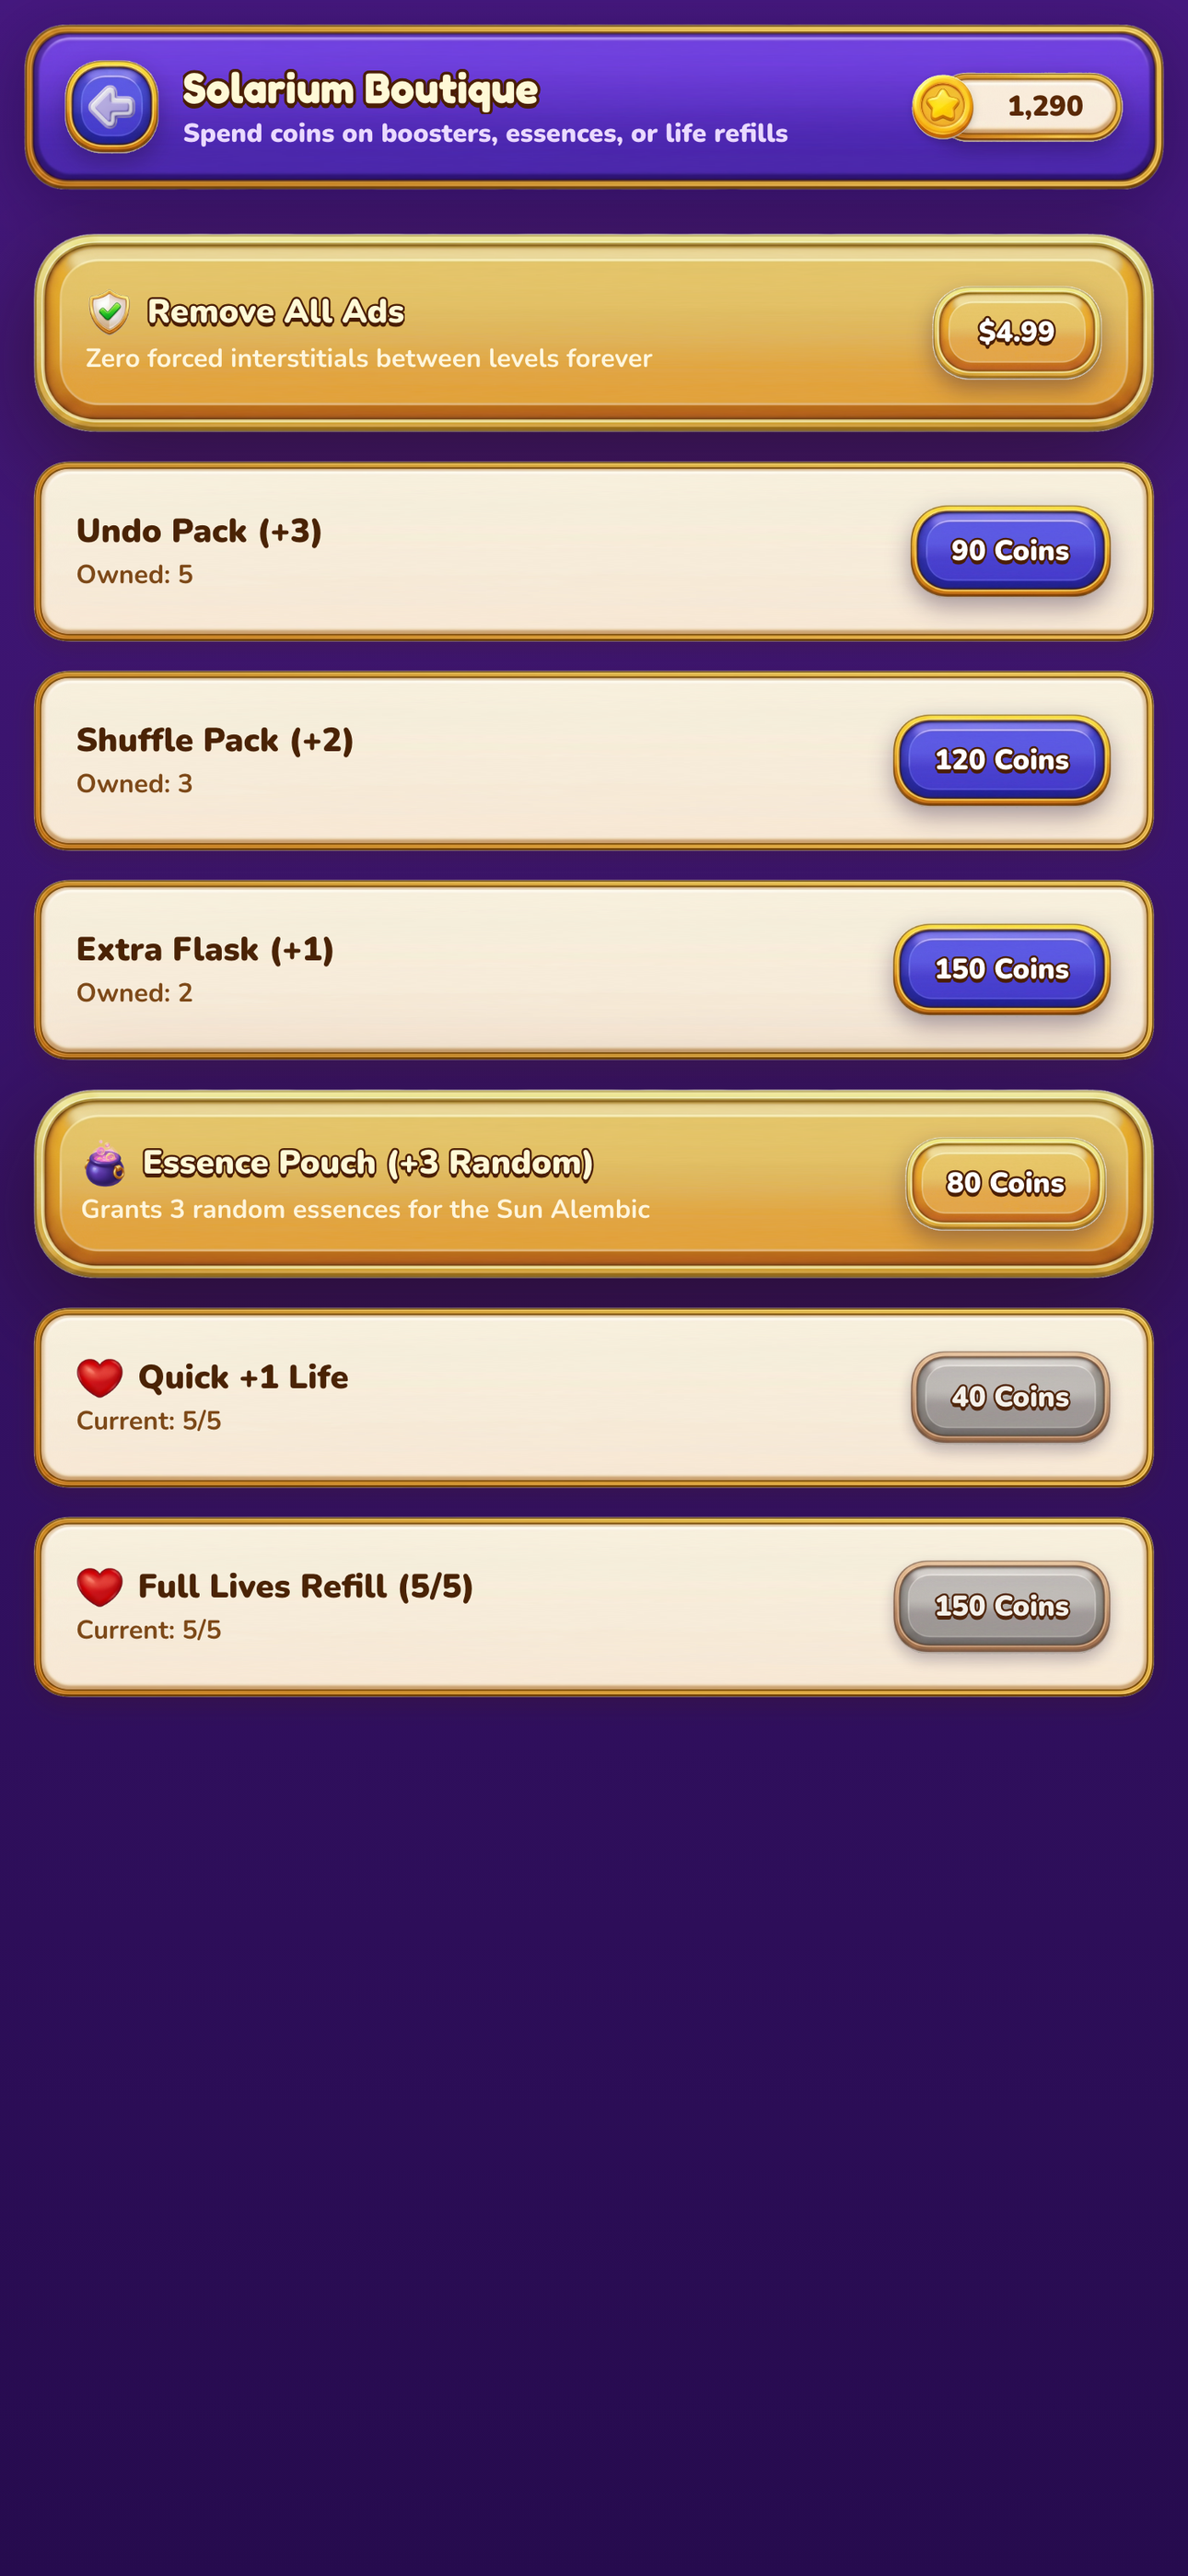 Solarium Boutique
Spend coins on boosters, essences, or life refills
1,290
Remove All Ads
Zero forced interstitials between levels forever
$4.99
Undo Pack (+3)
Owned: 5
90 Coins
Shuffle Pack (+2)
Owned: 3
120 Coins
Extra Flask (+1)
Owned: 2
150 Coins
Essence Pouch (+3 Random)
Grants 3 random essences for the Sun Alembic
80 Coins
Quick +1 Life
Current: 5/5
40 Coins
Full Lives Refill (5/5)
Current: 5/5
150 Coins